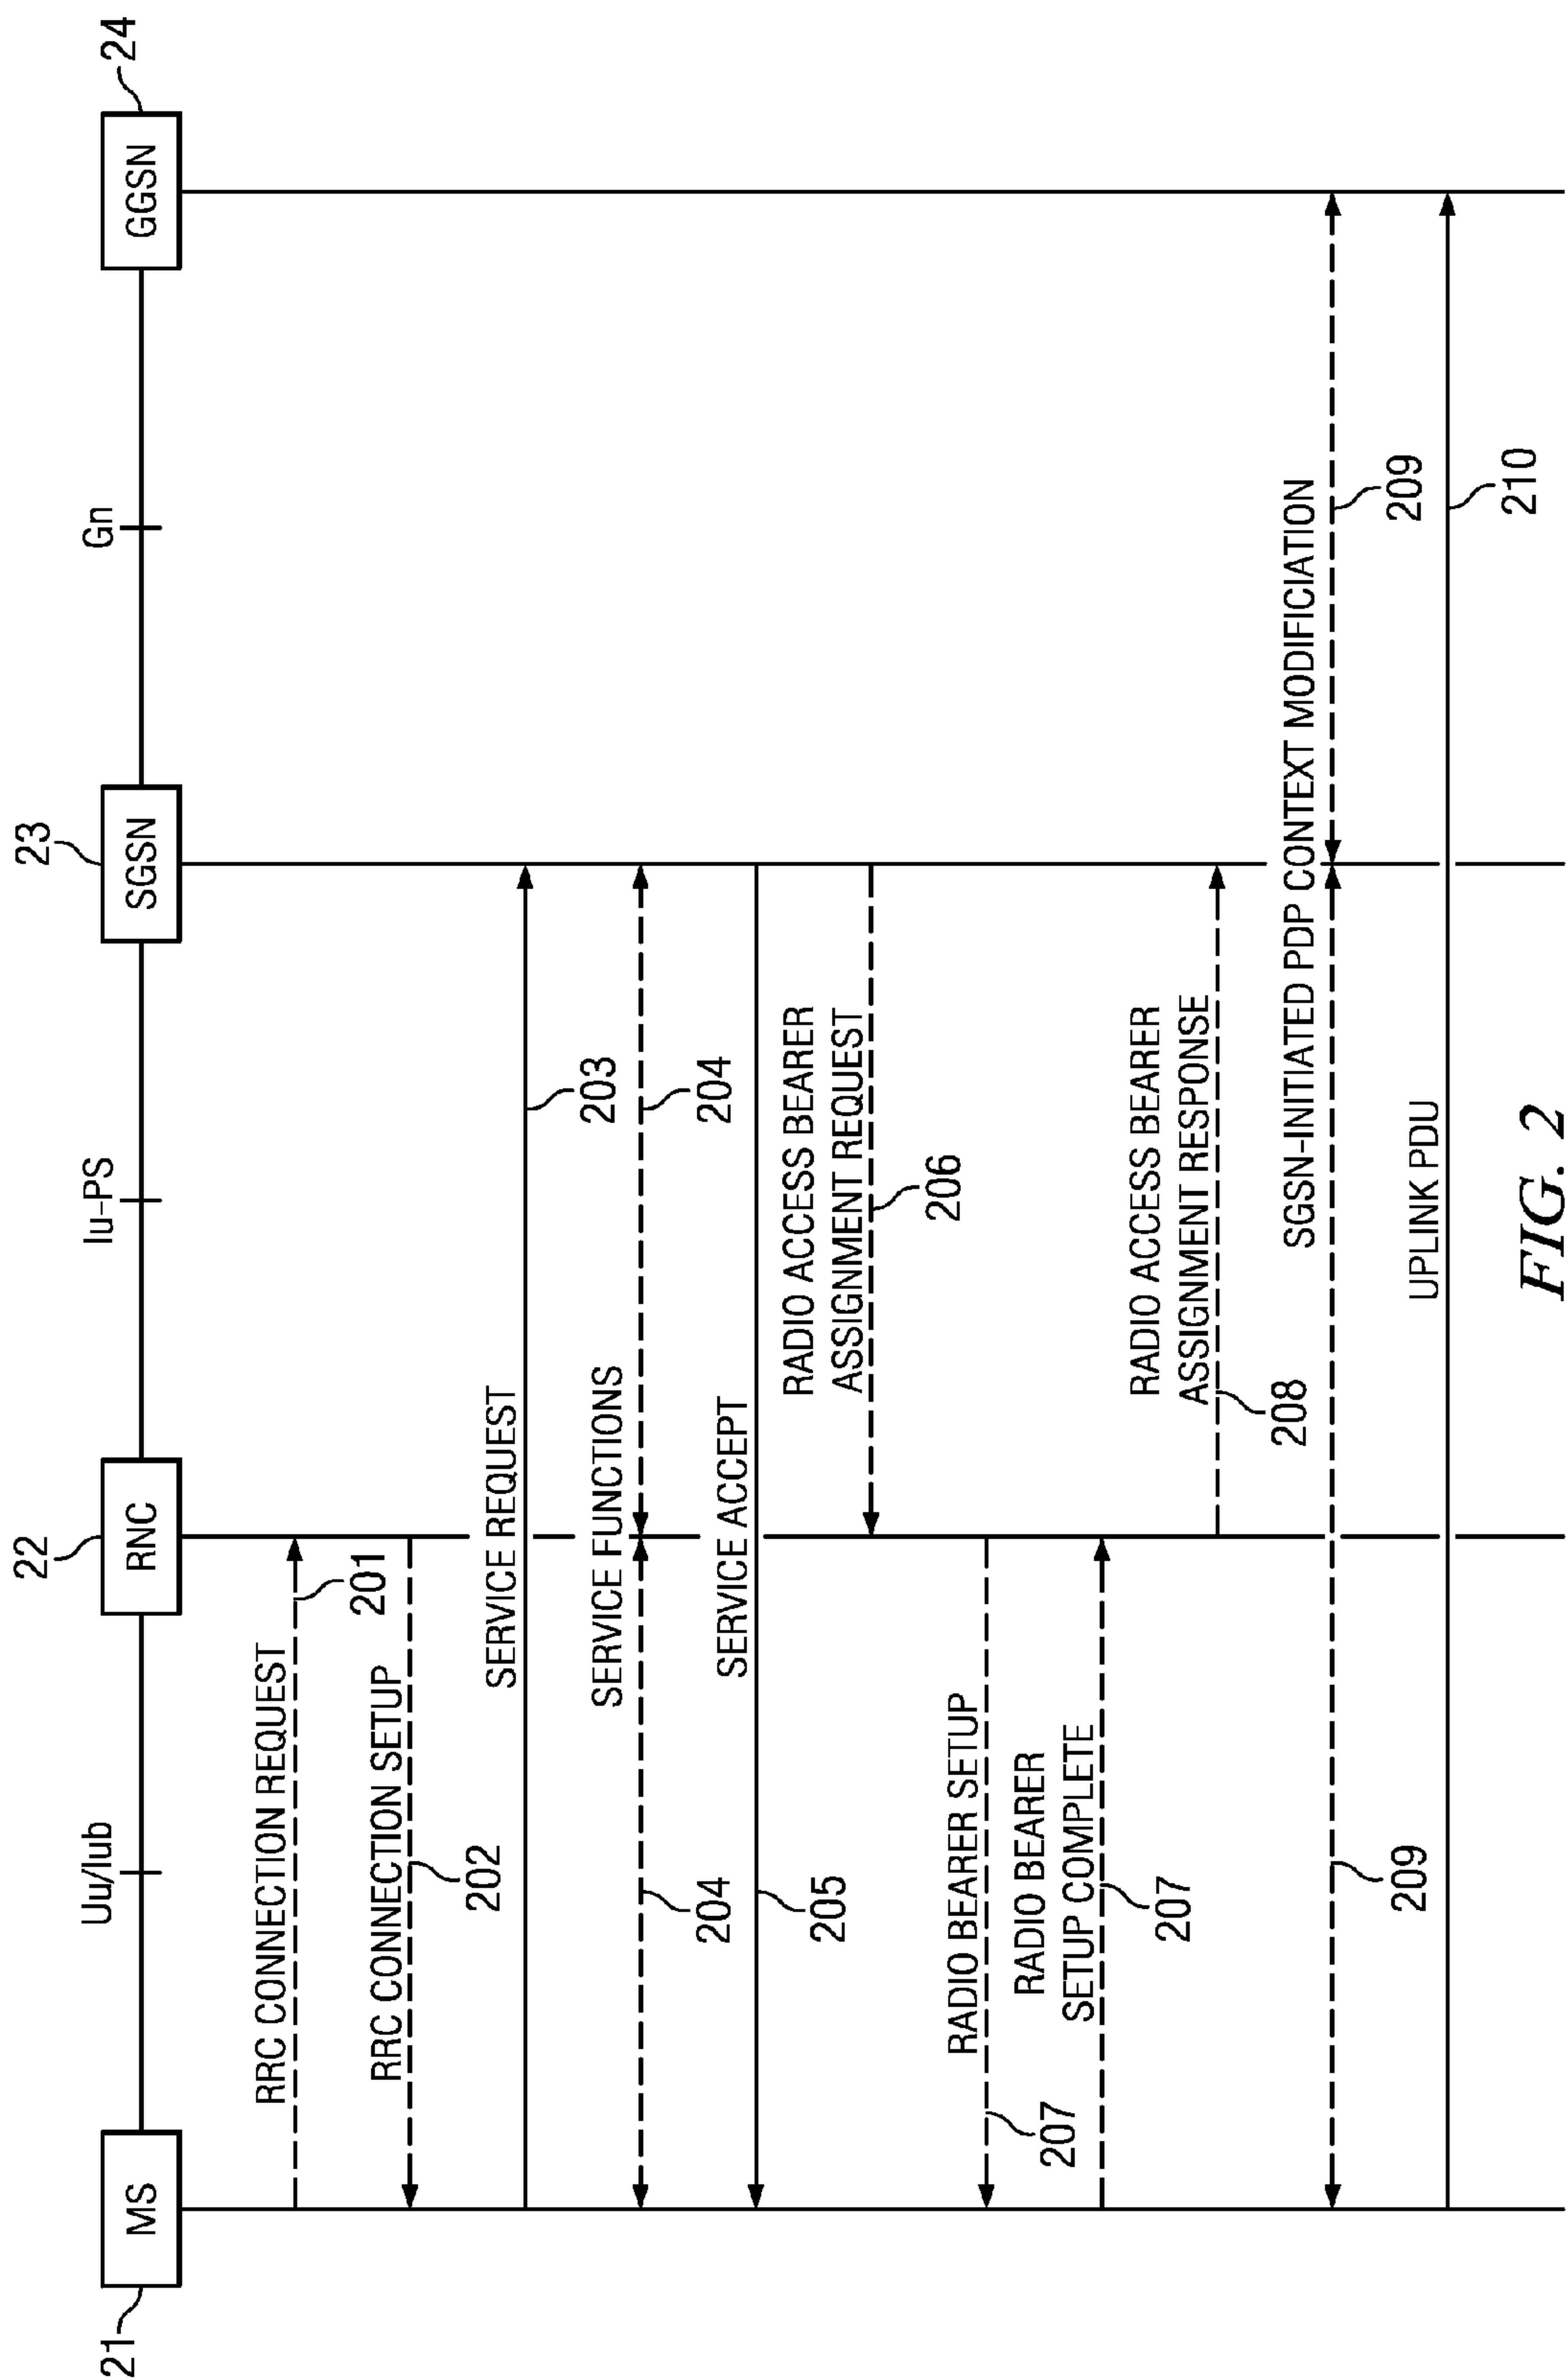 21
MS
Uu/Iub
22
RNC
Iu-PS
23
SGSN
Gn
24
GGSN
RRC CONNECTION REQUEST
201
RRC CONNECTION SETUP
202
SERVICE REQUEST
203
SERVICE FUNCTIONS
204
204
SERVICE ACCEPT
205
RADIO ACCESS BEARER
ASSIGNMENT REQUEST
206
RADIO BEARER SETUP
207
RADIO BEARER
SETUP COMPLETE
207
RADIO ACCESS BEARER
ASSIGNMENT RESPONSE
208
SGSN-INITIATED PDP CONTEXT MODIFICIATION
209
209
UPLINK PDU
210
FIG. 2